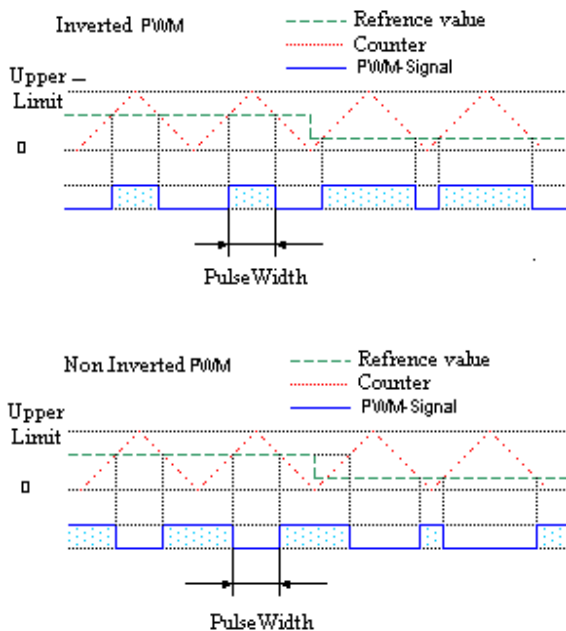 Inverted PWM
Refrence value
Counter
PWM-Signal
Upper
Limit
0
PulseWidth
Non Inverted PWM
Refrence value
Counter
PWM-Signal
Upper
Limit
0
PulseWidth